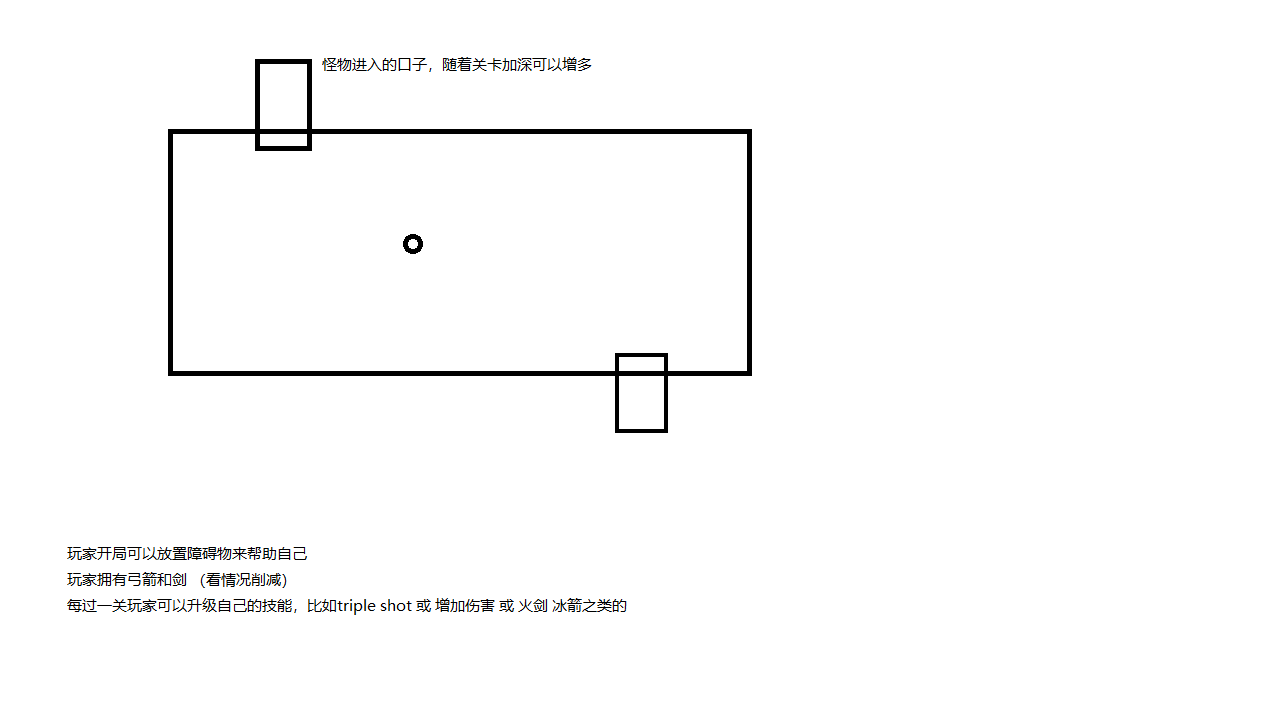 怪物进入的口子，随着关卡加深可以增多
玩家开局可以放置障碍物来帮助自己
玩家拥有弓箭和剑 （看情况削减）
每过一关玩家可以升级自己的技能，比如triple shot 或 增加伤害 或 火剑 冰箭之类的